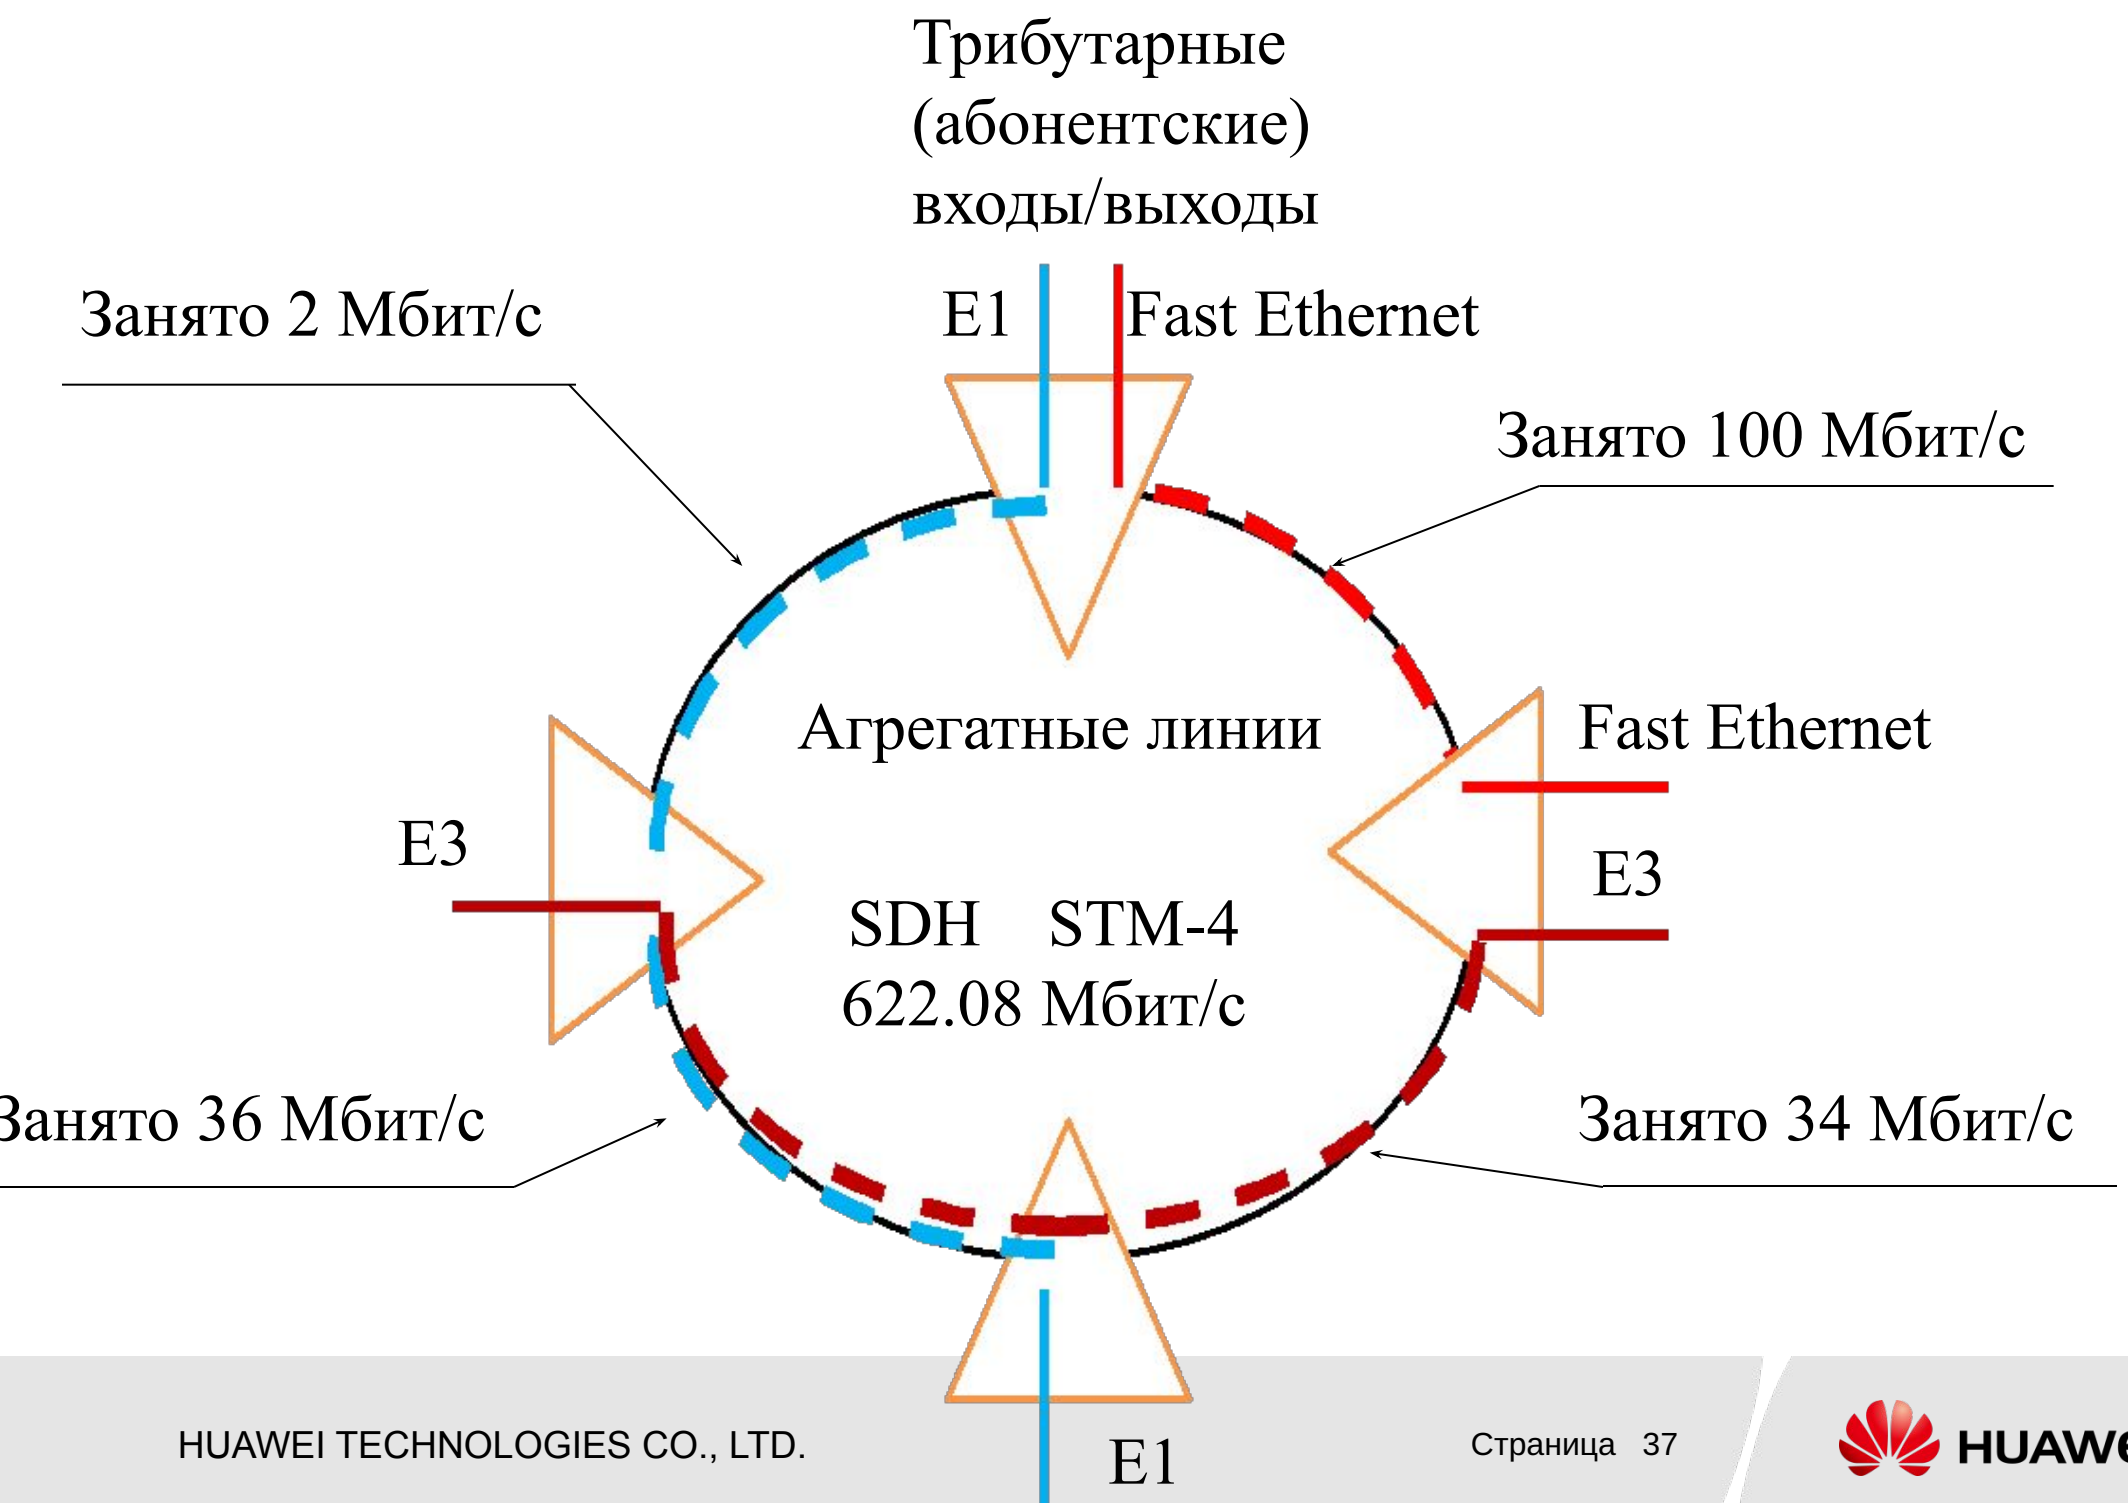 Трибутарные
(абонентские)
входы/выходы
Занято 2 Мбит/с
E1
Fast Ethernet
Занято 100 Мбит/с
Агрегатные линии
Fast Ethernet
E3
E3
SDH STM-4
622.08 Мбит/с
Занято 36 Мбит/с
Занято 34 Мбит/с
E1
HUAWEI TECHNOLOGIES CO., LTD.
Страница 37
HUAWE